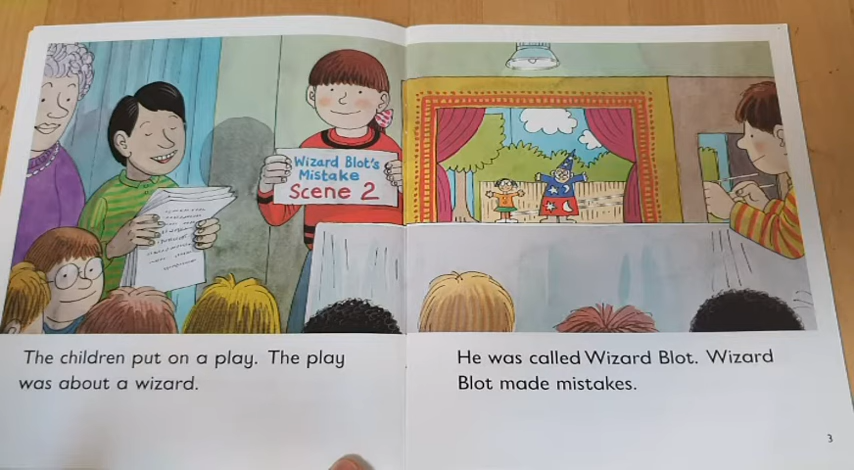 Wizard Blot's
Mistake
Scene 2
The children put on a play. The play
was about a wizard.
He was called Wizard Blot. Wizard
Blot made mistakes.
3